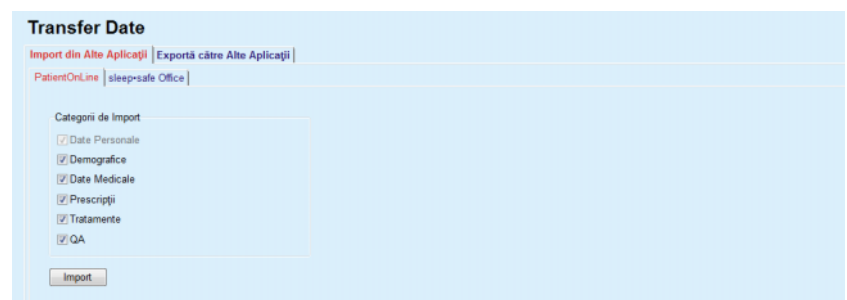 Transfer Date
Import din Alte Aplicaţii Exportă către Alte Aplicaţii
PatientOnLine sleep•safe Office
Categorii de Import
Date Personale
Demografice
Date Medicale
Prescripţii
Tratamente
QA
Import